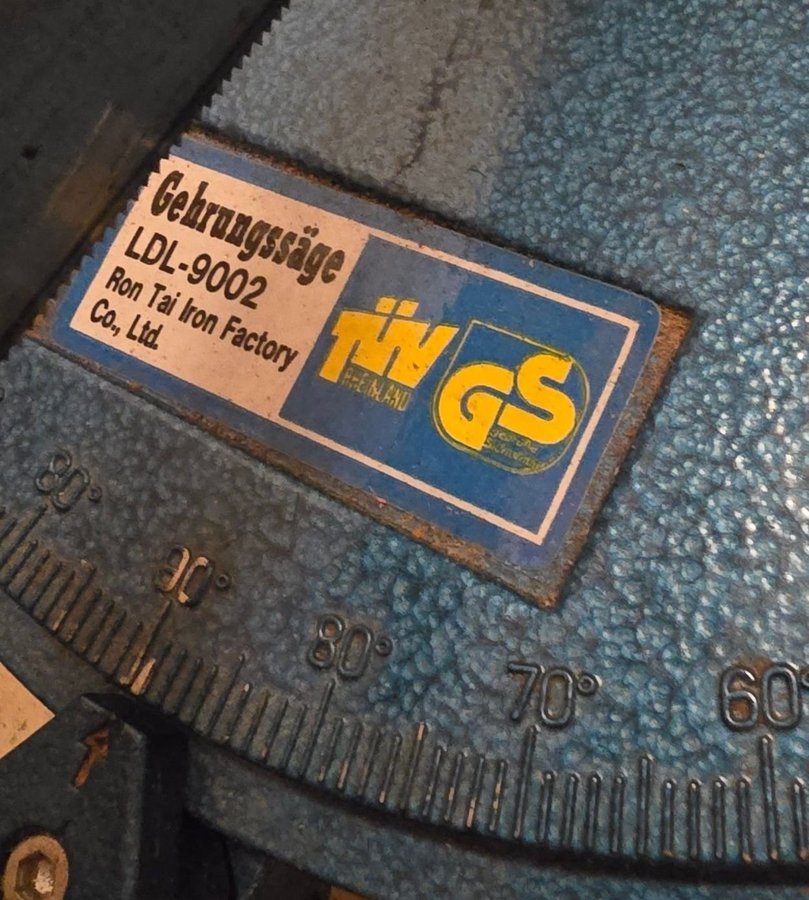 Gehrungssäge
LDL-9002
Ron Tai Iron Factory
Co., Ltd.
TÜV
RHEINLAND
GS
80°
90°
80°
70°
60°